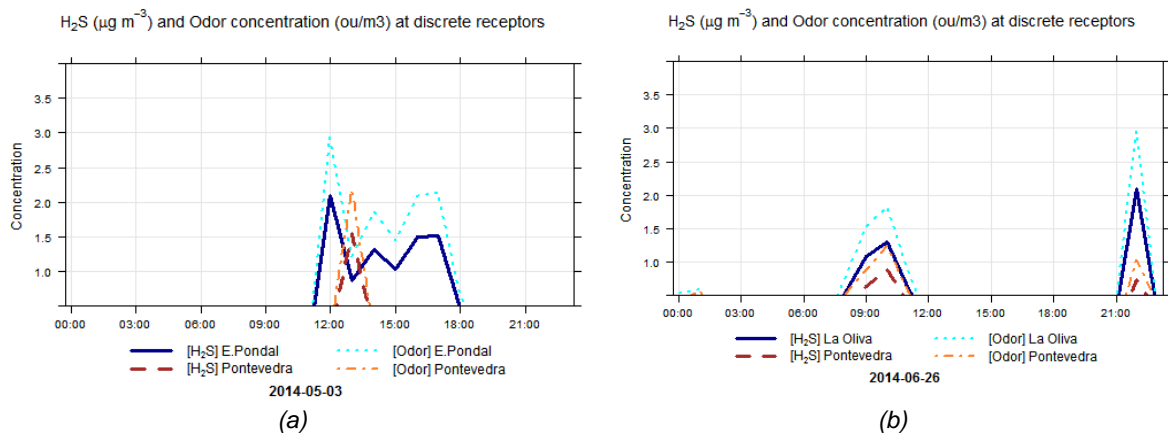 H₂S (μg m⁻³) and Odor concentration (ou/m3) at discrete receptors
Concentration
3.5
3.0
2.5
2.0
1.5
1.0
00:00 03:00 06:00 09:00 12:00 15:00 18:00 21:00
[H₂S] E.Pondal [Odor] E.Pondal
[H₂S] Pontevedra [Odor] Pontevedra
2014-05-03
(a)
H₂S (μg m⁻³) and Odor concentration (ou/m3) at discrete receptors
Concentration
3.5
3.0
2.5
2.0
1.5
1.0
00:00 03:00 06:00 09:00 12:00 15:00 18:00 21:00
[H₂S] La Oliva [Odor] La Oliva
[H₂S] Pontevedra [Odor] Pontevedra
2014-06-26
(b)